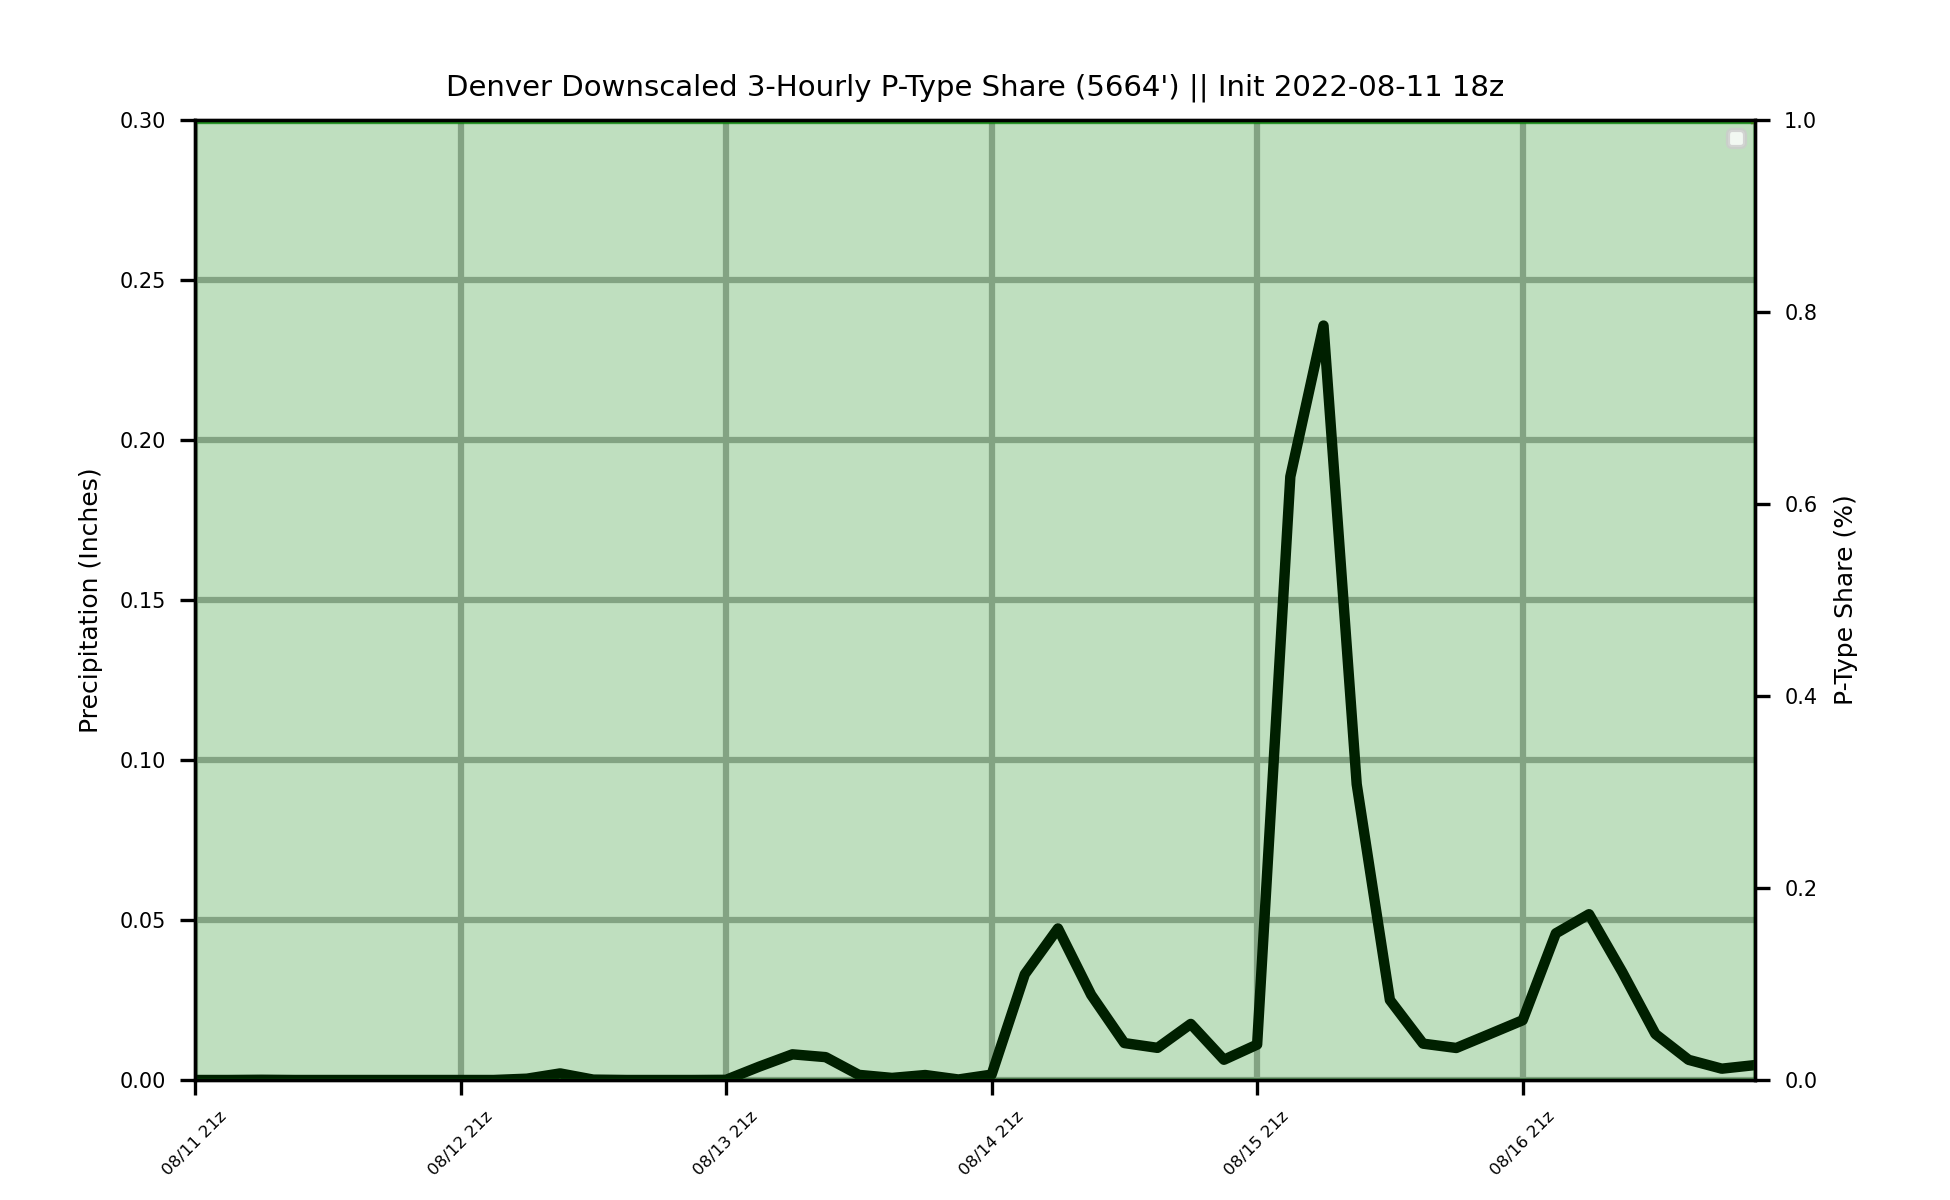 Denver Downscaled 3-Hourly P-Type Share (5664') || Init 2022-08-11 18z
0.30
0.25
0.20
0.15
0.10
0.05
0.00
Precipitation (Inches)
1.0
0.8
0.6
0.4
0.2
0.0
P-Type Share (%)
08/11 21z
08/12 21z
08/13 21z
08/14 21z
08/15 21z
08/16 21z